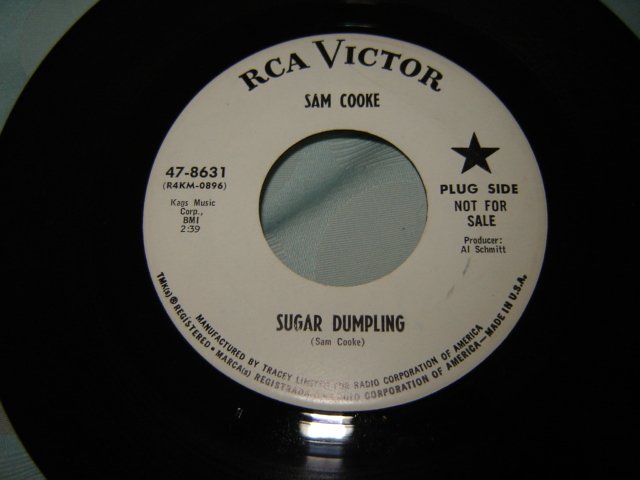 RCA VICTOR
SAM COOKE
47-8631
(R4KM-0896)
Kags Music
Corp.,
BMI
2:39
PLUG SIDE
NOT FOR
SALE
Producer:
Al Schmitt
SUGAR DUMPLING
(Sam Cooke)
TMK(s) ® REGISTERED • MARCA(s) REGISTRADA RADIO CORPORATION OF AMERICA—MADE IN U.S.A.
MANUFACTURED BY TRACEY LIMITED FOR RADIO CORPORATION OF AMERICA